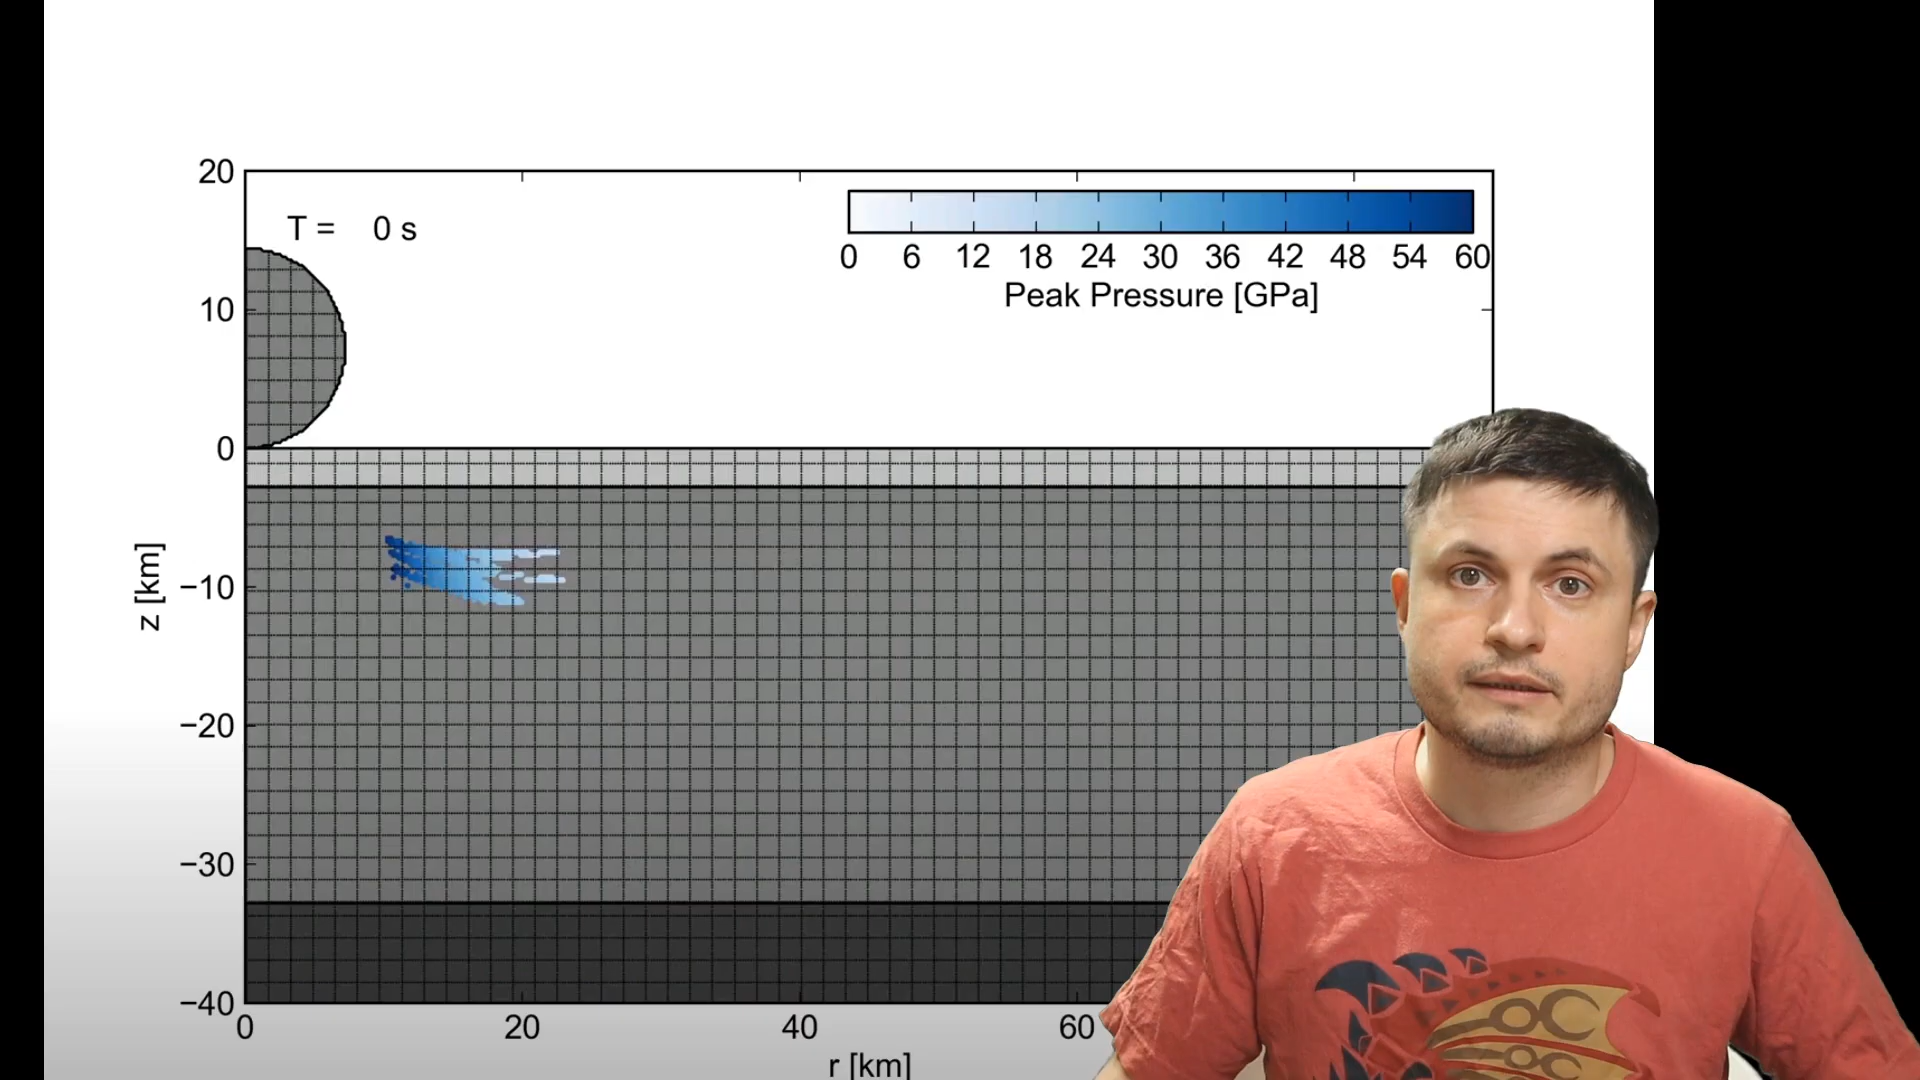 20
T = 0 s
0 6 12 18 24 30 36 42 48 54 60
Peak Pressure [GPa]
10
0
z [km]
−10
−20
−30
−40
0 20 40 60
r [km]